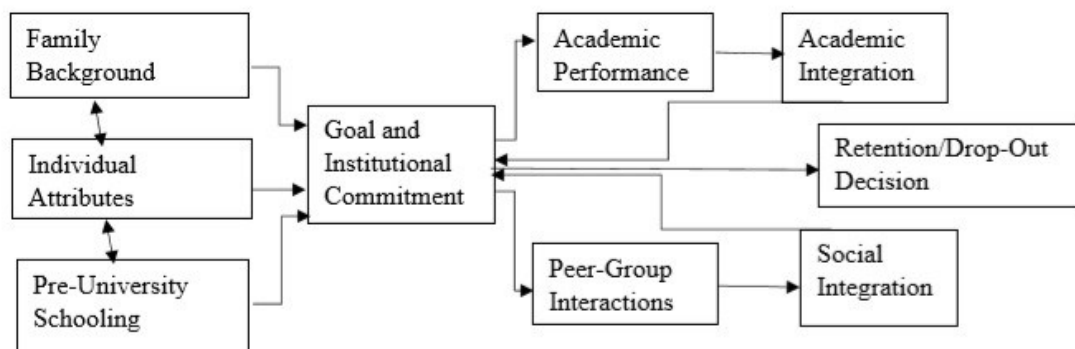 Family
Background
Individual
Attributes
Pre-University
Schooling
Goal and
Institutional
Commitment
Academic
Performance
Academic
Integration
Retention/Drop-Out
Decision
Peer-Group
Interactions
Social
Integration